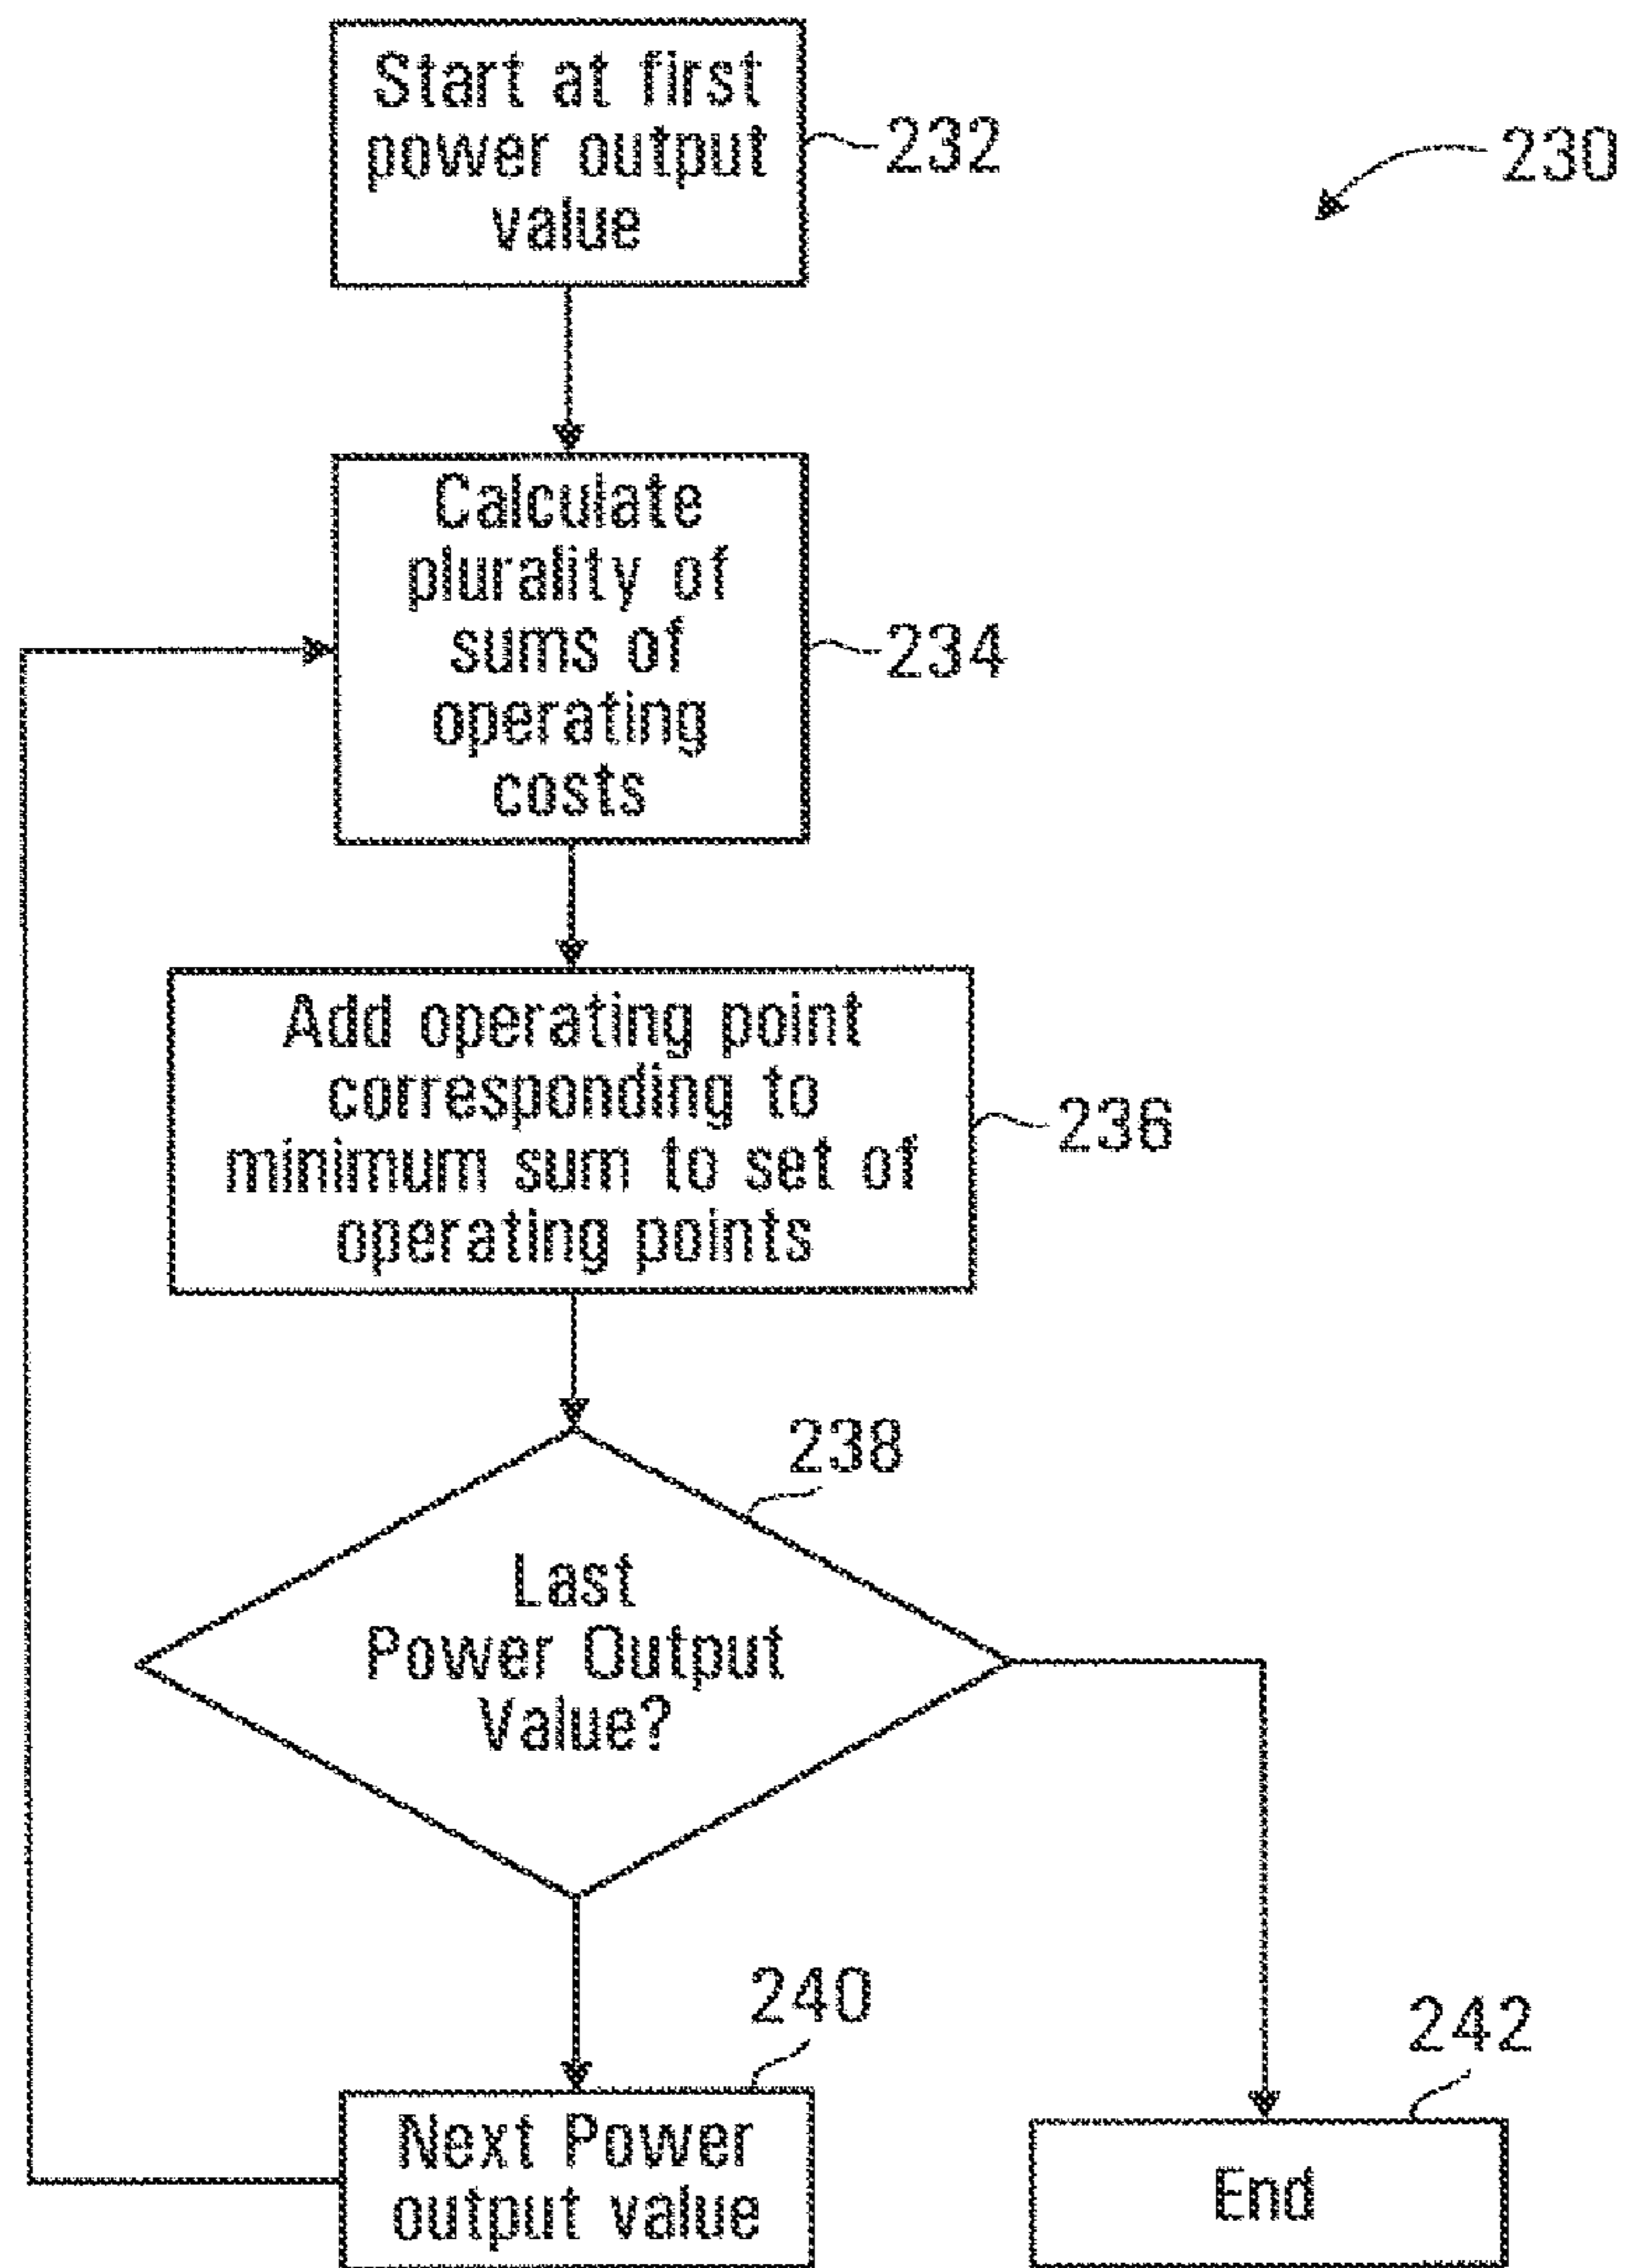 Start at first
power output
value
232
230
Calculate
plurality of
sums of
operating
costs
234
Add operating point
corresponding to
minimum sum to set of
operating points
236
238
Last
Power Output
Value?
240
Next Power
output value
242
End